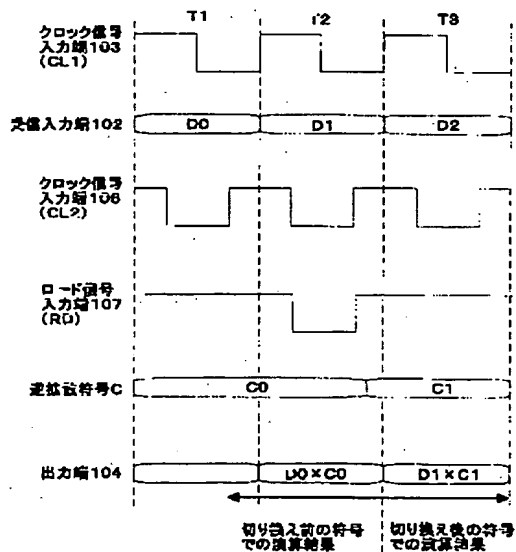 T1 T2 T3
クロック信号
入力端103
(CL1)
受信入力端102 D0 D1 D2
クロック信号
入力端106
(CL2)
ロード信号
入力端107
(RD)
逆拡散符号C C0 C1
出力端104 D0×C0 D1×C1
切り換え前の符号
での演算結果
切り換え後の符号
での演算結果